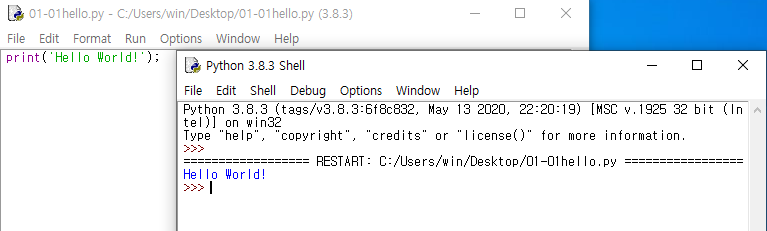 01-01hello.py - C:/Users/win/Desktop/01-01hello.py (3.8.3)
File Edit Format Run Options Window Help
print('Hello World!');
Python 3.8.3 Shell
File Edit Shell Debug Options Window Help
Python 3.8.3 (tags/v3.8.3:6f8c832, May 13 2020, 22:20:19) [MSC v.1925 32 bit (In
tel)] on win32
Type "help", "copyright", "credits" or "license()" for more information.
>>>
================== RESTART: C:/Users/win/Desktop/01-01hello.py =================
Hello World!
>>>